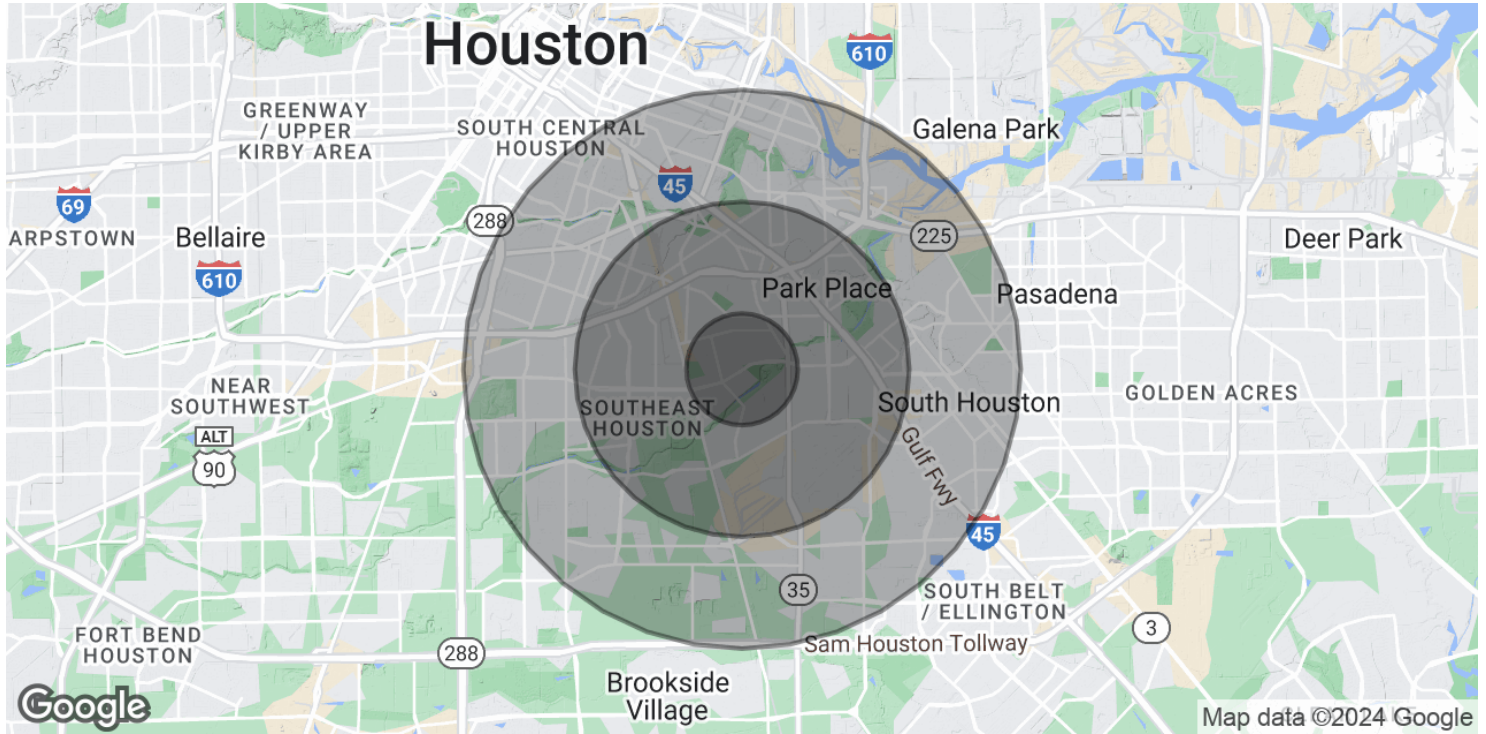 Houston
610
GREENWAY
/ UPPER
KIRBY AREA
SOUTH CENTRAL
HOUSTON
Galena Park
45
69
288
225
ARPSTOWN
Bellaire
Deer Park
610
Park Place
Pasadena
NEAR
SOUTHWEST
SOUTHEAST
HOUSTON
South Houston
GOLDEN ACRES
ALT
90
Gulf Fwy
45
35
SOUTH BELT
/ ELLINGTON
3
FORT BEND
HOUSTON
288
Sam Houston Tollway
Brookside
Village
Google
Map data ©2024 Google